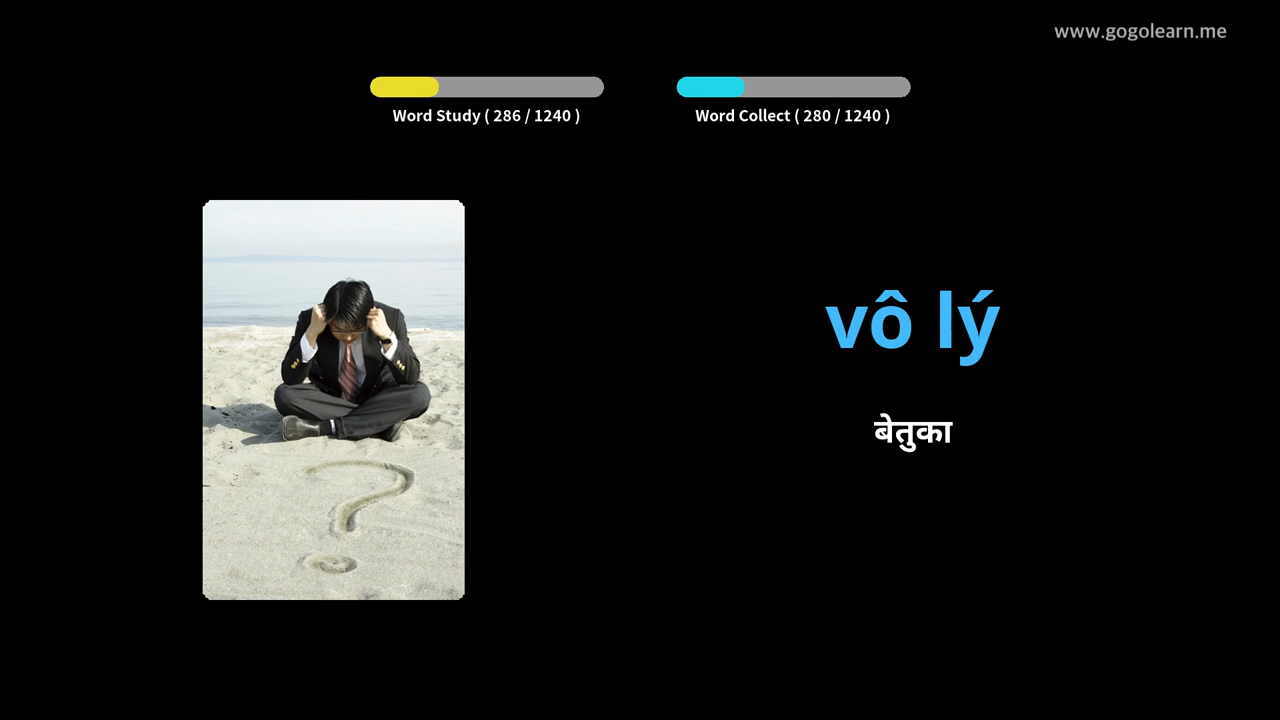 www.gogolearn.me
Word Study ( 286 / 1240 )
Word Collect ( 280 / 1240 )
vô lý
बेतुका
?